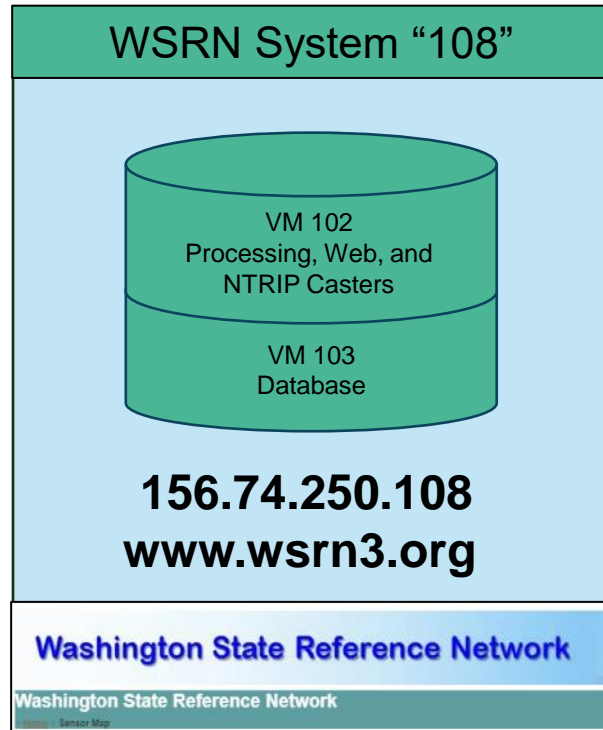 WSRN System “108”
VM 102
Processing, Web, and
NTRIP Casters
VM 103
Database
156.74.250.108
www.wsrn3.org
Washington State Reference Network
Washington State Reference Network
Home > Sensor Map